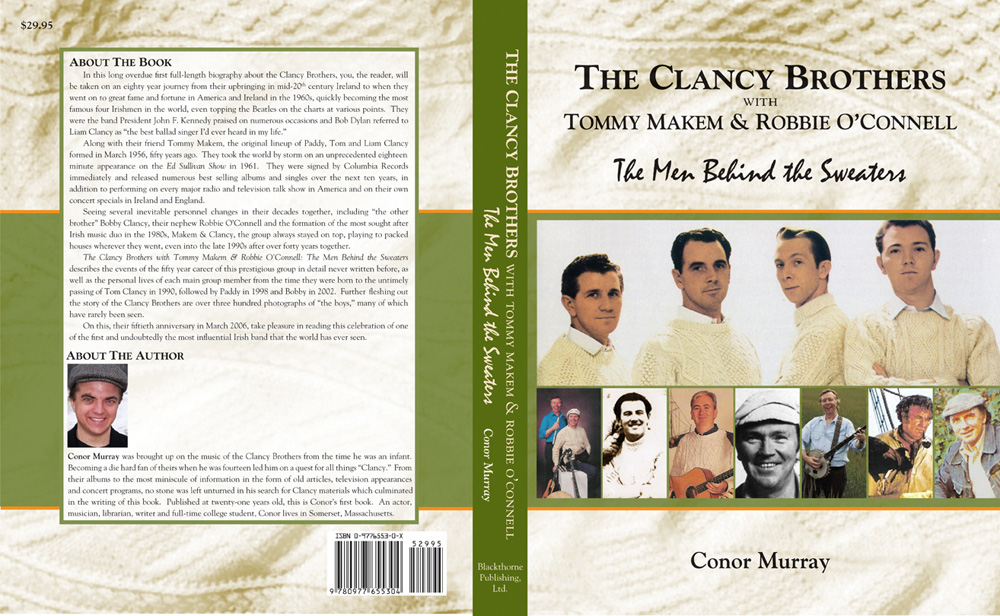 $29.95
ABOUT THE BOOK
In this long overdue first full-length biography about the Clancy Brothers, you, the reader, will
be taken on an eighty year journey from their upbringing in mid-20th century Ireland to when they
went on to great fame and fortune in America and Ireland in the 1960s, quickly becoming the most
famous four Irishmen in the world, even topping the Beatles on the charts at various points. They
were the band President John F. Kennedy praised on numerous occasions and Bob Dylan referred to
Liam Clancy as “the best ballad singer I’d ever heard in my life.”
Along with their friend Tommy Makem, the original lineup of Paddy, Tom and Liam Clancy
formed in March 1956, fifty years ago. They took the world by storm on an unprecedented eighteen
minute appearance on the Ed Sullivan Show in 1961. They were signed by Columbia Records
immediately and released numerous best selling albums and singles over the next ten years, in
addition to performing on every major radio and television talk show in America and on their own
concert specials in Ireland and England.
Seeing several inevitable personnel changes in their decades together, including “the other
brother” Bobby Clancy, their nephew Robbie O’Connell and the formation of the most sought after
Irish music duo in the 1980s, Makem & Clancy, the group always stayed on top, playing to packed
houses wherever they went, even into the late 1990s after over forty years together.
The Clancy Brothers with Tommy Makem & Robbie O’Connell: The Men Behind the Sweaters
describes the events of the fifty year career of this prestigious group in detail never written before, as
well as the personal lives of each main group member from the time they were born to the untimely
passing of Tom Clancy in 1990, followed by Paddy in 1998 and Bobby in 2002. Further fleshing out
the story of the Clancy Brothers are over three hundred photographs of “the boys,” many of which
have rarely been seen.
On this, their fiftieth anniversary in March 2006, take pleasure in reading this celebration of one
of the first and undoubtedly the most influential Irish band that the world has ever seen.
ABOUT THE AUTHOR
Conor Murray was brought up on the music of the Clancy Brothers from the time he was an infant.
Becoming a die hard fan of theirs when he was fourteen led him on a quest for all things “Clancy.” From
their albums to the most miniscule of information in the form of old articles, television appearances
and concert programs, no stone was left unturned in his search for Clancy materials which culminated
in the writing of this book. Published at twenty-one years old, this is Conor’s first book. An actor,
musician, librarian, writer and full-time college student, Conor lives in Somerset, Massachusetts.
ISBN 0-9776553-0-X
52995
9 780977 655304
THE CLANCY BROTHERS WITH TOMMY MAKEM & ROBBIE O’CONNELL
The Men Behind the Sweaters
Conor Murray
Blackthorne
Publishing,
Ltd.
THE CLANCY BROTHERS
WITH
TOMMY MAKEM & ROBBIE O’CONNELL
The Men Behind the Sweaters
Conor Murray